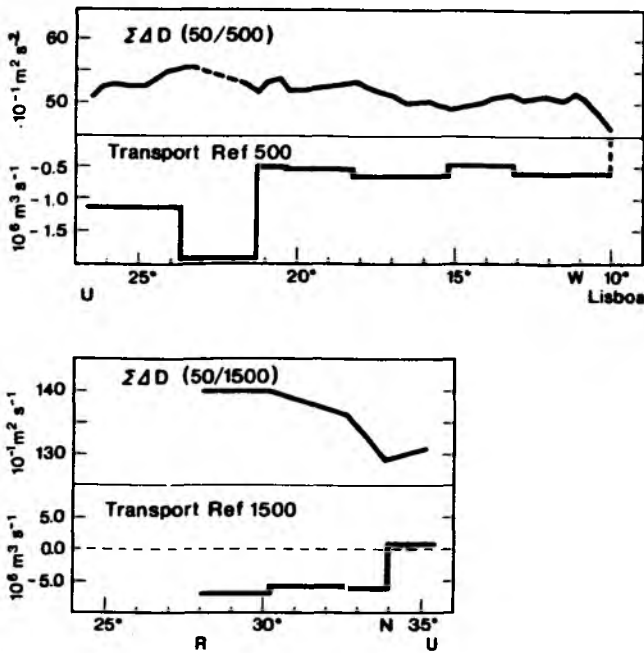 ΣΔD (50/500)
60
50
·10⁻¹ m² s⁻²
Transport Ref 500
-0.5
-1.0
-1.5
10⁶ m³ s⁻¹
25° 20° 15° W 10°
U Lisboa
ΣΔD (50/1500)
140
130
10⁻¹ m² s⁻¹
Transport Ref 1500
5.0
0.0
-5.0
10⁶ m³ s⁻¹
25° 30° N 35°
R U